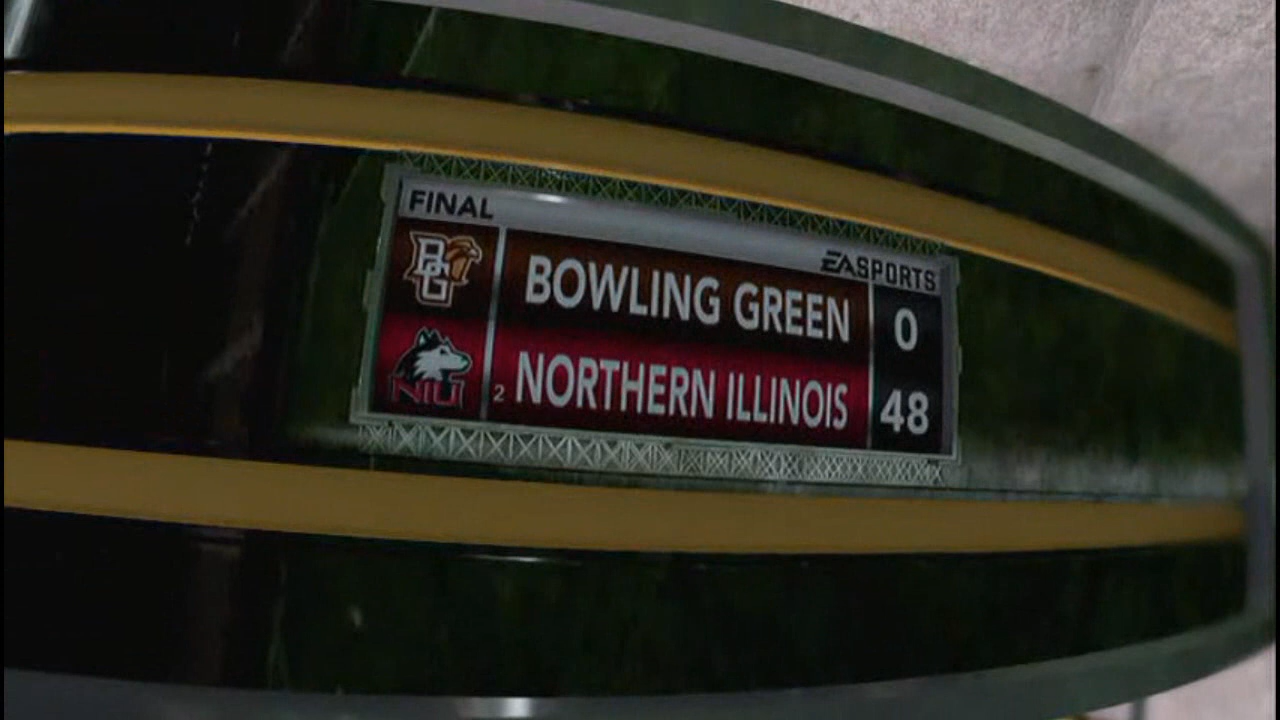 FINAL
EA SPORTS
BG
BOWLING GREEN 0
NIU
2 NORTHERN ILLINOIS 48